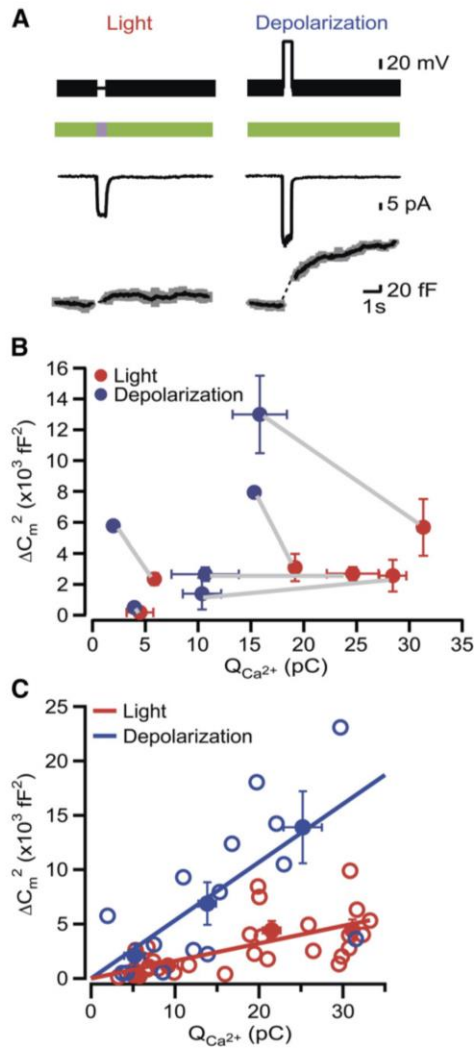 A
Light Depolarization
20 mV
5 pA
20 fF
1s
B
16
14
12
10
8
6
4
2
0
ΔCm² (x10³ fF²)
Light
Depolarization
0 5 10 15 20 25 30 35
QCa²⁺ (pC)
C
25
20
15
10
5
0
ΔCm² (x10³ fF²)
Light
Depolarization
0 10 20 30
QCa²⁺ (pC)